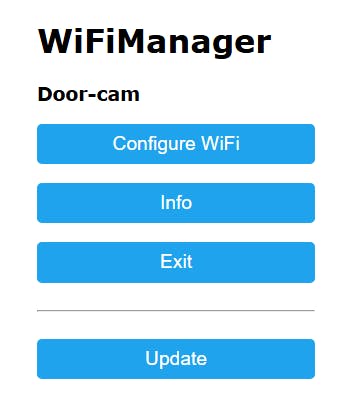 WiFiManager
Door-cam
Configure WiFi
Info
Exit
Update